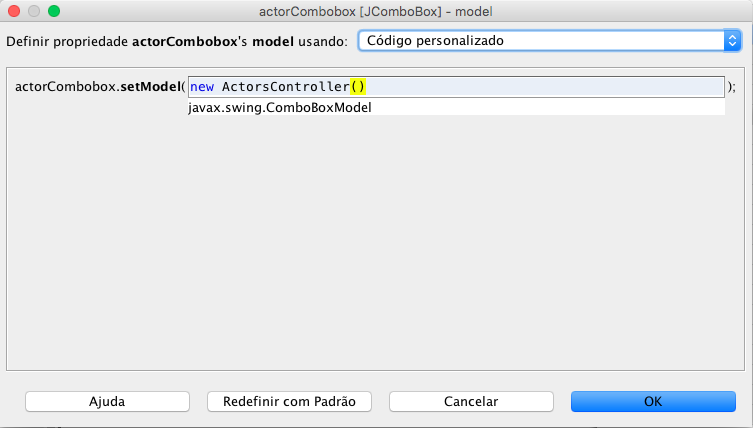 actorCombobox [JComboBox] - model
Definir propriedade actorCombobox's model usando: Código personalizado
actorCombobox.setModel( new ActorsController() );
javax.swing.ComboBoxModel
Ajuda Redefinir com Padrão Cancelar OK